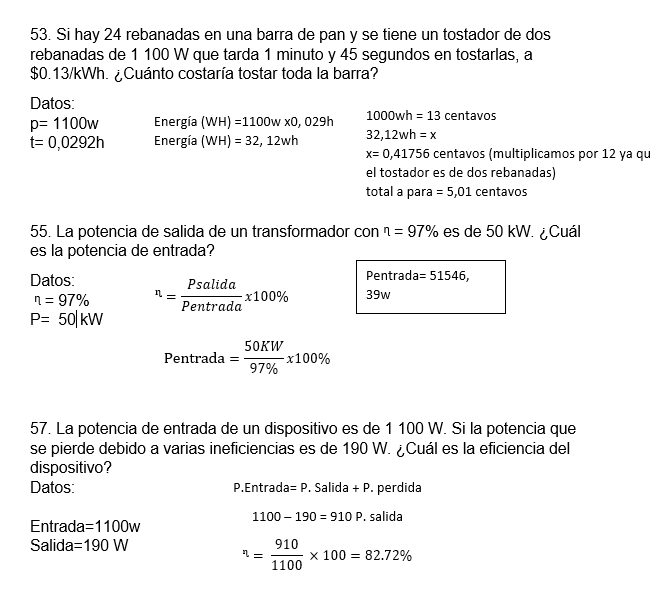 53. Si hay 24 rebanadas en una barra de pan y se tiene un tostador de dos
rebanadas de 1 100 W que tarda 1 minuto y 45 segundos en tostarlas, a
$0.13/kWh. ¿Cuánto costaría tostar toda la barra?
Datos:
p= 1100w
t= 0,0292h
Energía (WH) =1100w x0, 029h
Energía (WH) = 32, 12wh
1000wh = 13 centavos
32,12wh = x
x= 0,41756 centavos (multiplicamos por 12 ya qu
el tostador es de dos rebanadas)
total a para = 5,01 centavos
55. La potencia de salida de un transformador con η = 97% es de 50 kW. ¿Cuál
es la potencia de entrada?
Datos:
η = 97%
P= 50 kW
η = Psalida/Pentrada x100%
Pentrada = 50KW/97% x100%
Pentrada= 51546,
39w
57. La potencia de entrada de un dispositivo es de 1 100 W. Si la potencia que
se pierde debido a varias ineficiencias es de 190 W. ¿Cuál es la eficiencia del
dispositivo?
Datos:
Entrada=1100w
Salida=190 W
P.Entrada= P. Salida + P. perdida
1100 – 190 = 910 P. salida
η = 910/1100 × 100 = 82.72%